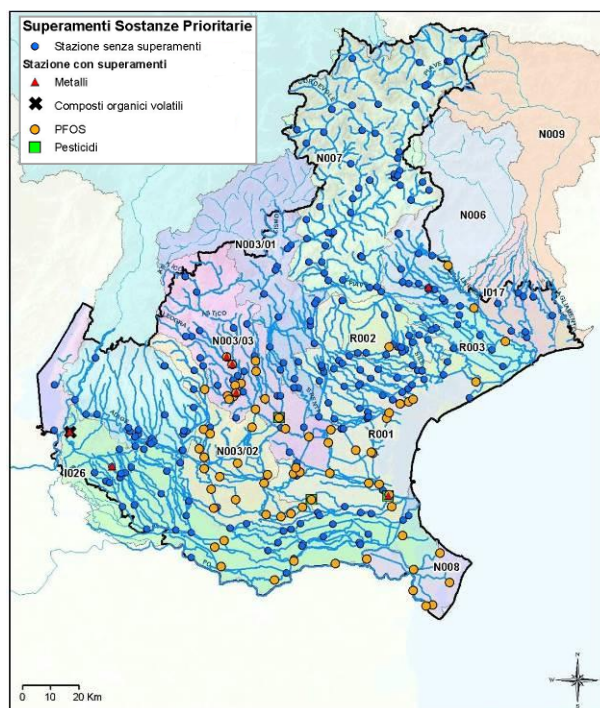 Superamenti Sostanze Prioritarie
Stazione senza superamenti
Stazione con superamenti
Metalli
Composti organici volatili
PFOS
Pesticidi
N009
N007
N006
N003/01
I017
N003/03
R002
R003
R001
N003/02
I026
N008
0 10 20 Km